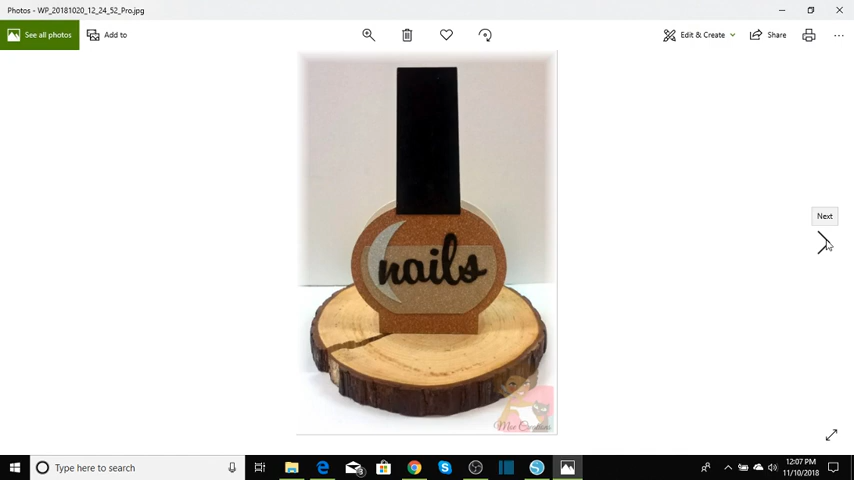 Photos - WP_20181020_12_24_52_Pro.jpg
See all photos
Add to
Edit & Create
Share
Next
nails
Type here to search
12:07 PM
11/10/2018